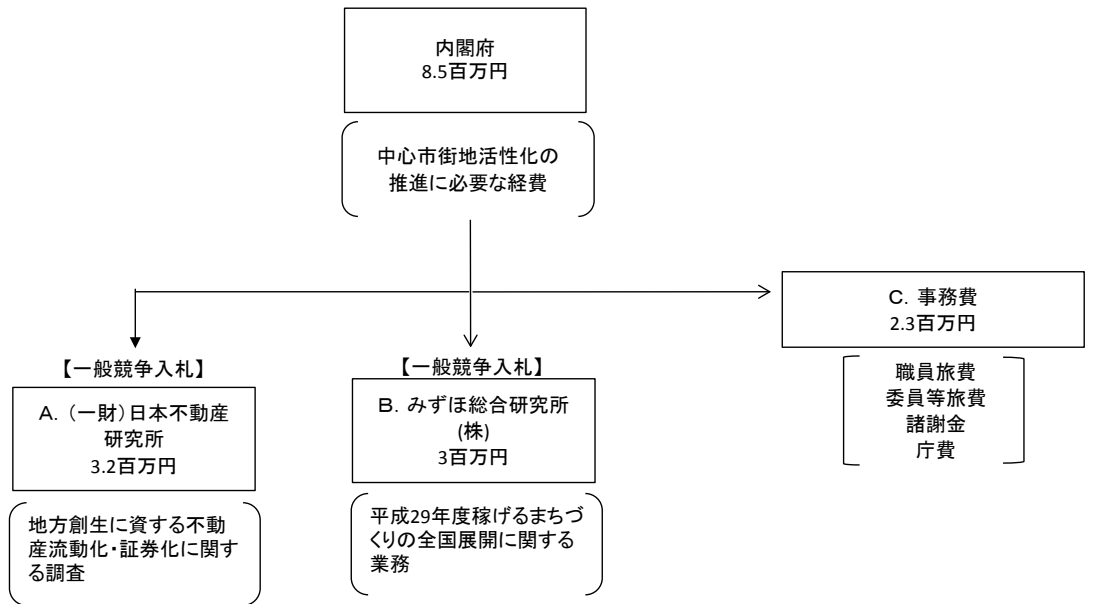 内閣府
8.5百万円
中心市街地活性化の
推進に必要な経費
C. 事務費
2.3百万円
職員旅費
委員等旅費
諸謝金
庁費
【一般競争入札】
A. (一財)日本不動産
研究所
3.2百万円
地方創生に資する不動
産流動化・証券化に関す
る調査
【一般競争入札】
B. みずほ総合研究所
(株)
3百万円
平成29年度稼げるまちづ
くりの全国展開に関する
業務